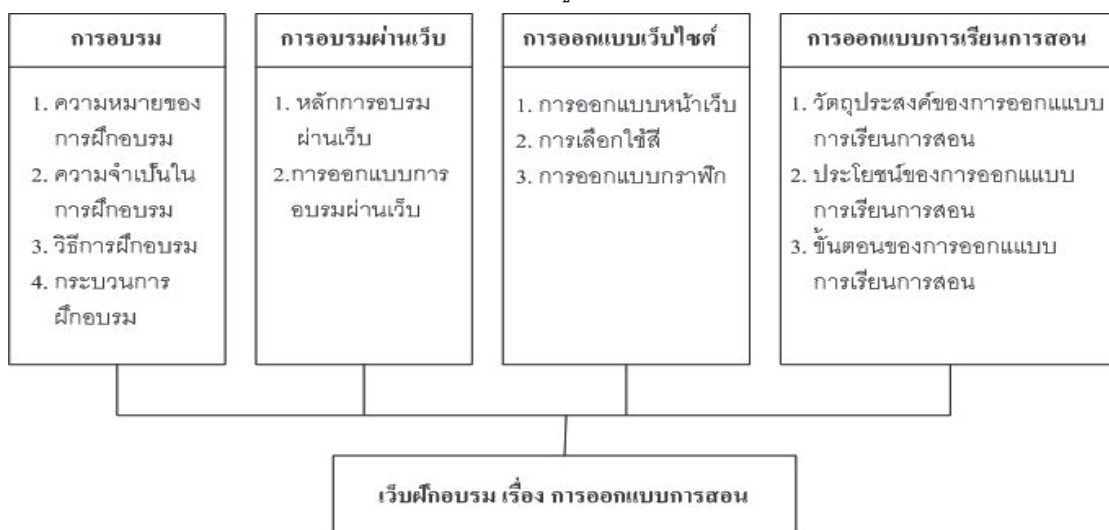 การอบรม
1. ความหมายของ
การฝึกอบรม
2. ความจำเป็นใน
การฝึกอบรม
3. วิธีการฝึกอบรม
4. กระบวนการ
ฝึกอบรม
การอบรมผ่านเว็บ
1. หลักการอบรม
ผ่านเว็บ
2.การออกแบบการ
อบรมผ่านเว็บ
การออกแบบเว็บไซต์
1. การออกแบบหน้าเว็บ
2. การเลือกใช้สี
3. การออกแบบกราฟิก
การออกแบบการเรียนการสอน
1. วัตถุประสงค์ของการออกแแบบ
การเรียนการสอน
2. ประโยชน์ของการออกแแบบ
การเรียนการสอน
3. ขั้นตอนของการออกแแบบ
การเรียนการสอน
เว็บฝึกอบรม เรื่อง การออกแบบการสอน